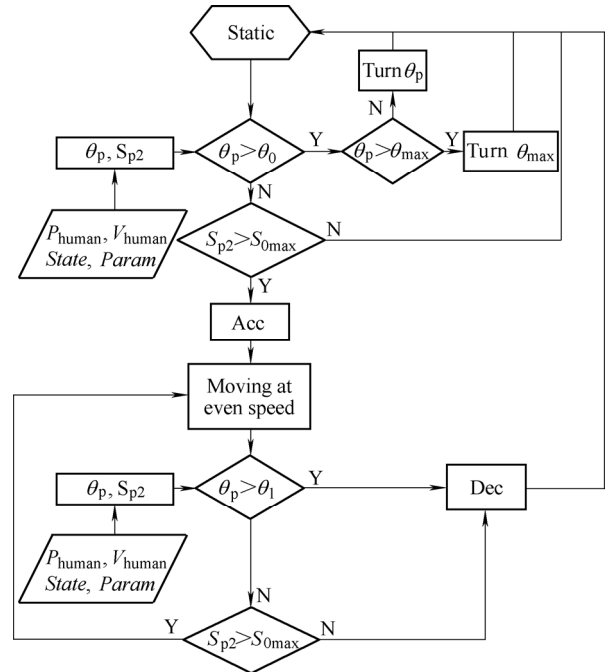 Static
Turn θp
N
θp, Sp2
θp>θ0
Y
θp>θmax
Y
Turn θmax
N
Phuman, Vhuman
State, Param
Sp2>S0max
N
Y
Acc
Moving at
even speed
θp, Sp2
θp>θ1
Y
Dec
Phuman, Vhuman
State, Param
N
Y
Sp2>S0max
N